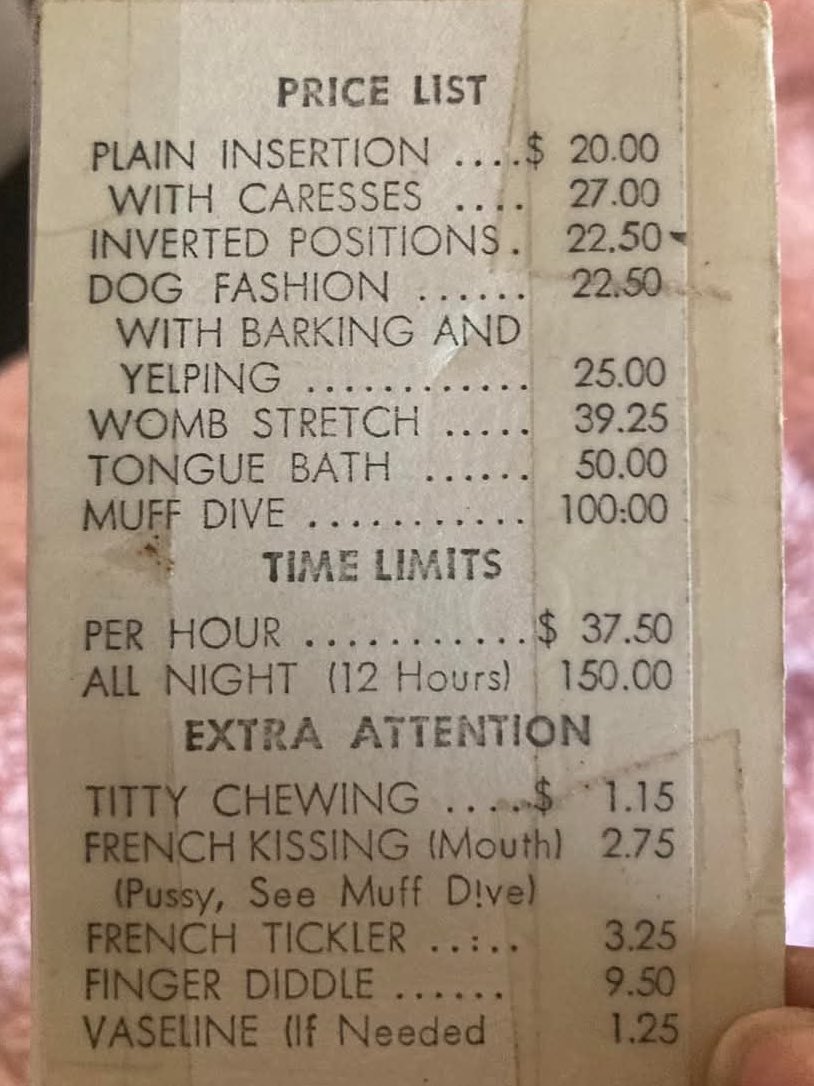 PRICE LIST
PLAIN INSERTION ....$ 20.00
WITH CARESSES .... 27.00
INVERTED POSITIONS. 22.50
DOG FASHION ...... 22.50
WITH BARKING AND
YELPING ............ 25.00
WOMB STRETCH ..... 39.25
TONGUE BATH ...... 50.00
MUFF DIVE ........... 100:00
TIME LIMITS
PER HOUR ............$ 37.50
ALL NIGHT (12 Hours) 150.00
EXTRA ATTENTION
TITTY CHEWING .....$ 1.15
FRENCH KISSING (Mouth) 2.75
(Pussy, See Muff D!ve)
FRENCH TICKLER ..:.. 3.25
FINGER DIDDLE ...... 9.50
VASELINE (If Needed 1.25